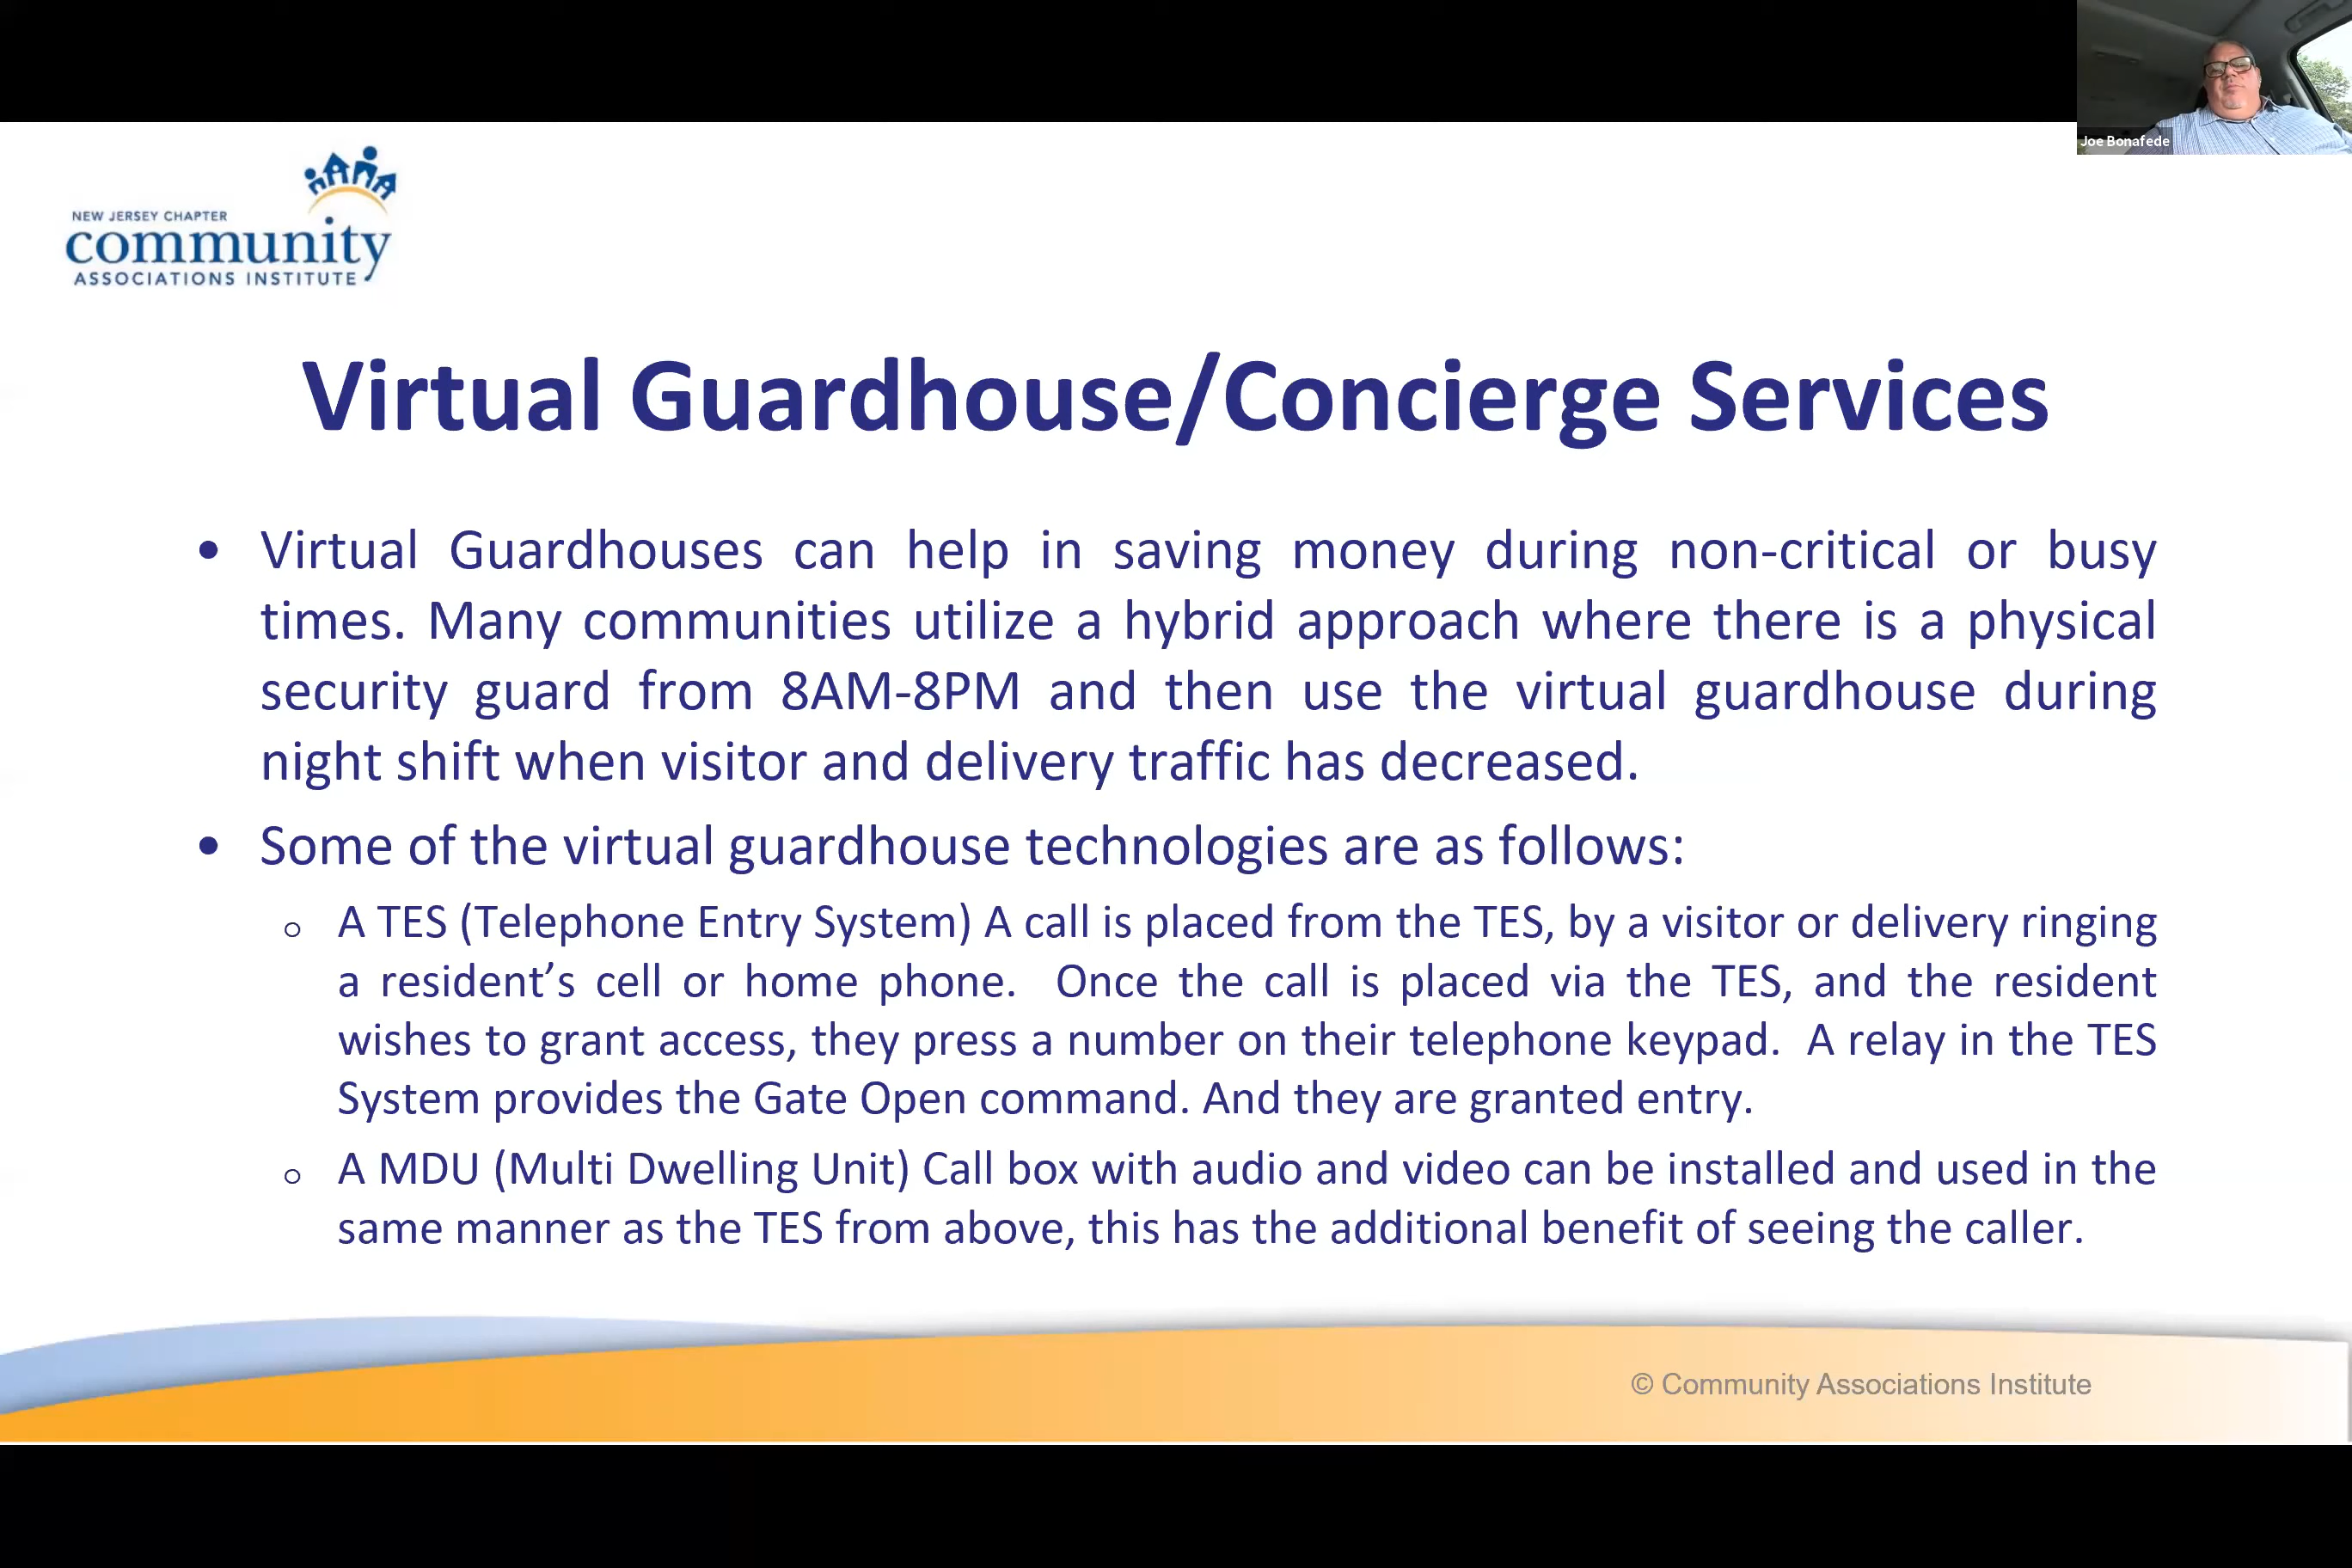 Joe Bonafede
NEW JERSEY CHAPTER
community
ASSOCIATIONS INSTITUTE
Virtual Guardhouse/Concierge Services
• Virtual Guardhouses can help in saving money during non-critical or busy
times. Many communities utilize a hybrid approach where there is a physical
security guard from 8AM-8PM and then use the virtual guardhouse during
night shift when visitor and delivery traffic has decreased.
• Some of the virtual guardhouse technologies are as follows:
○ A TES (Telephone Entry System) A call is placed from the TES, by a visitor or delivery ringing
a resident’s cell or home phone. Once the call is placed via the TES, and the resident
wishes to grant access, they press a number on their telephone keypad. A relay in the TES
System provides the Gate Open command. And they are granted entry.
○ A MDU (Multi Dwelling Unit) Call box with audio and video can be installed and used in the
same manner as the TES from above, this has the additional benefit of seeing the caller.
© Community Associations Institute